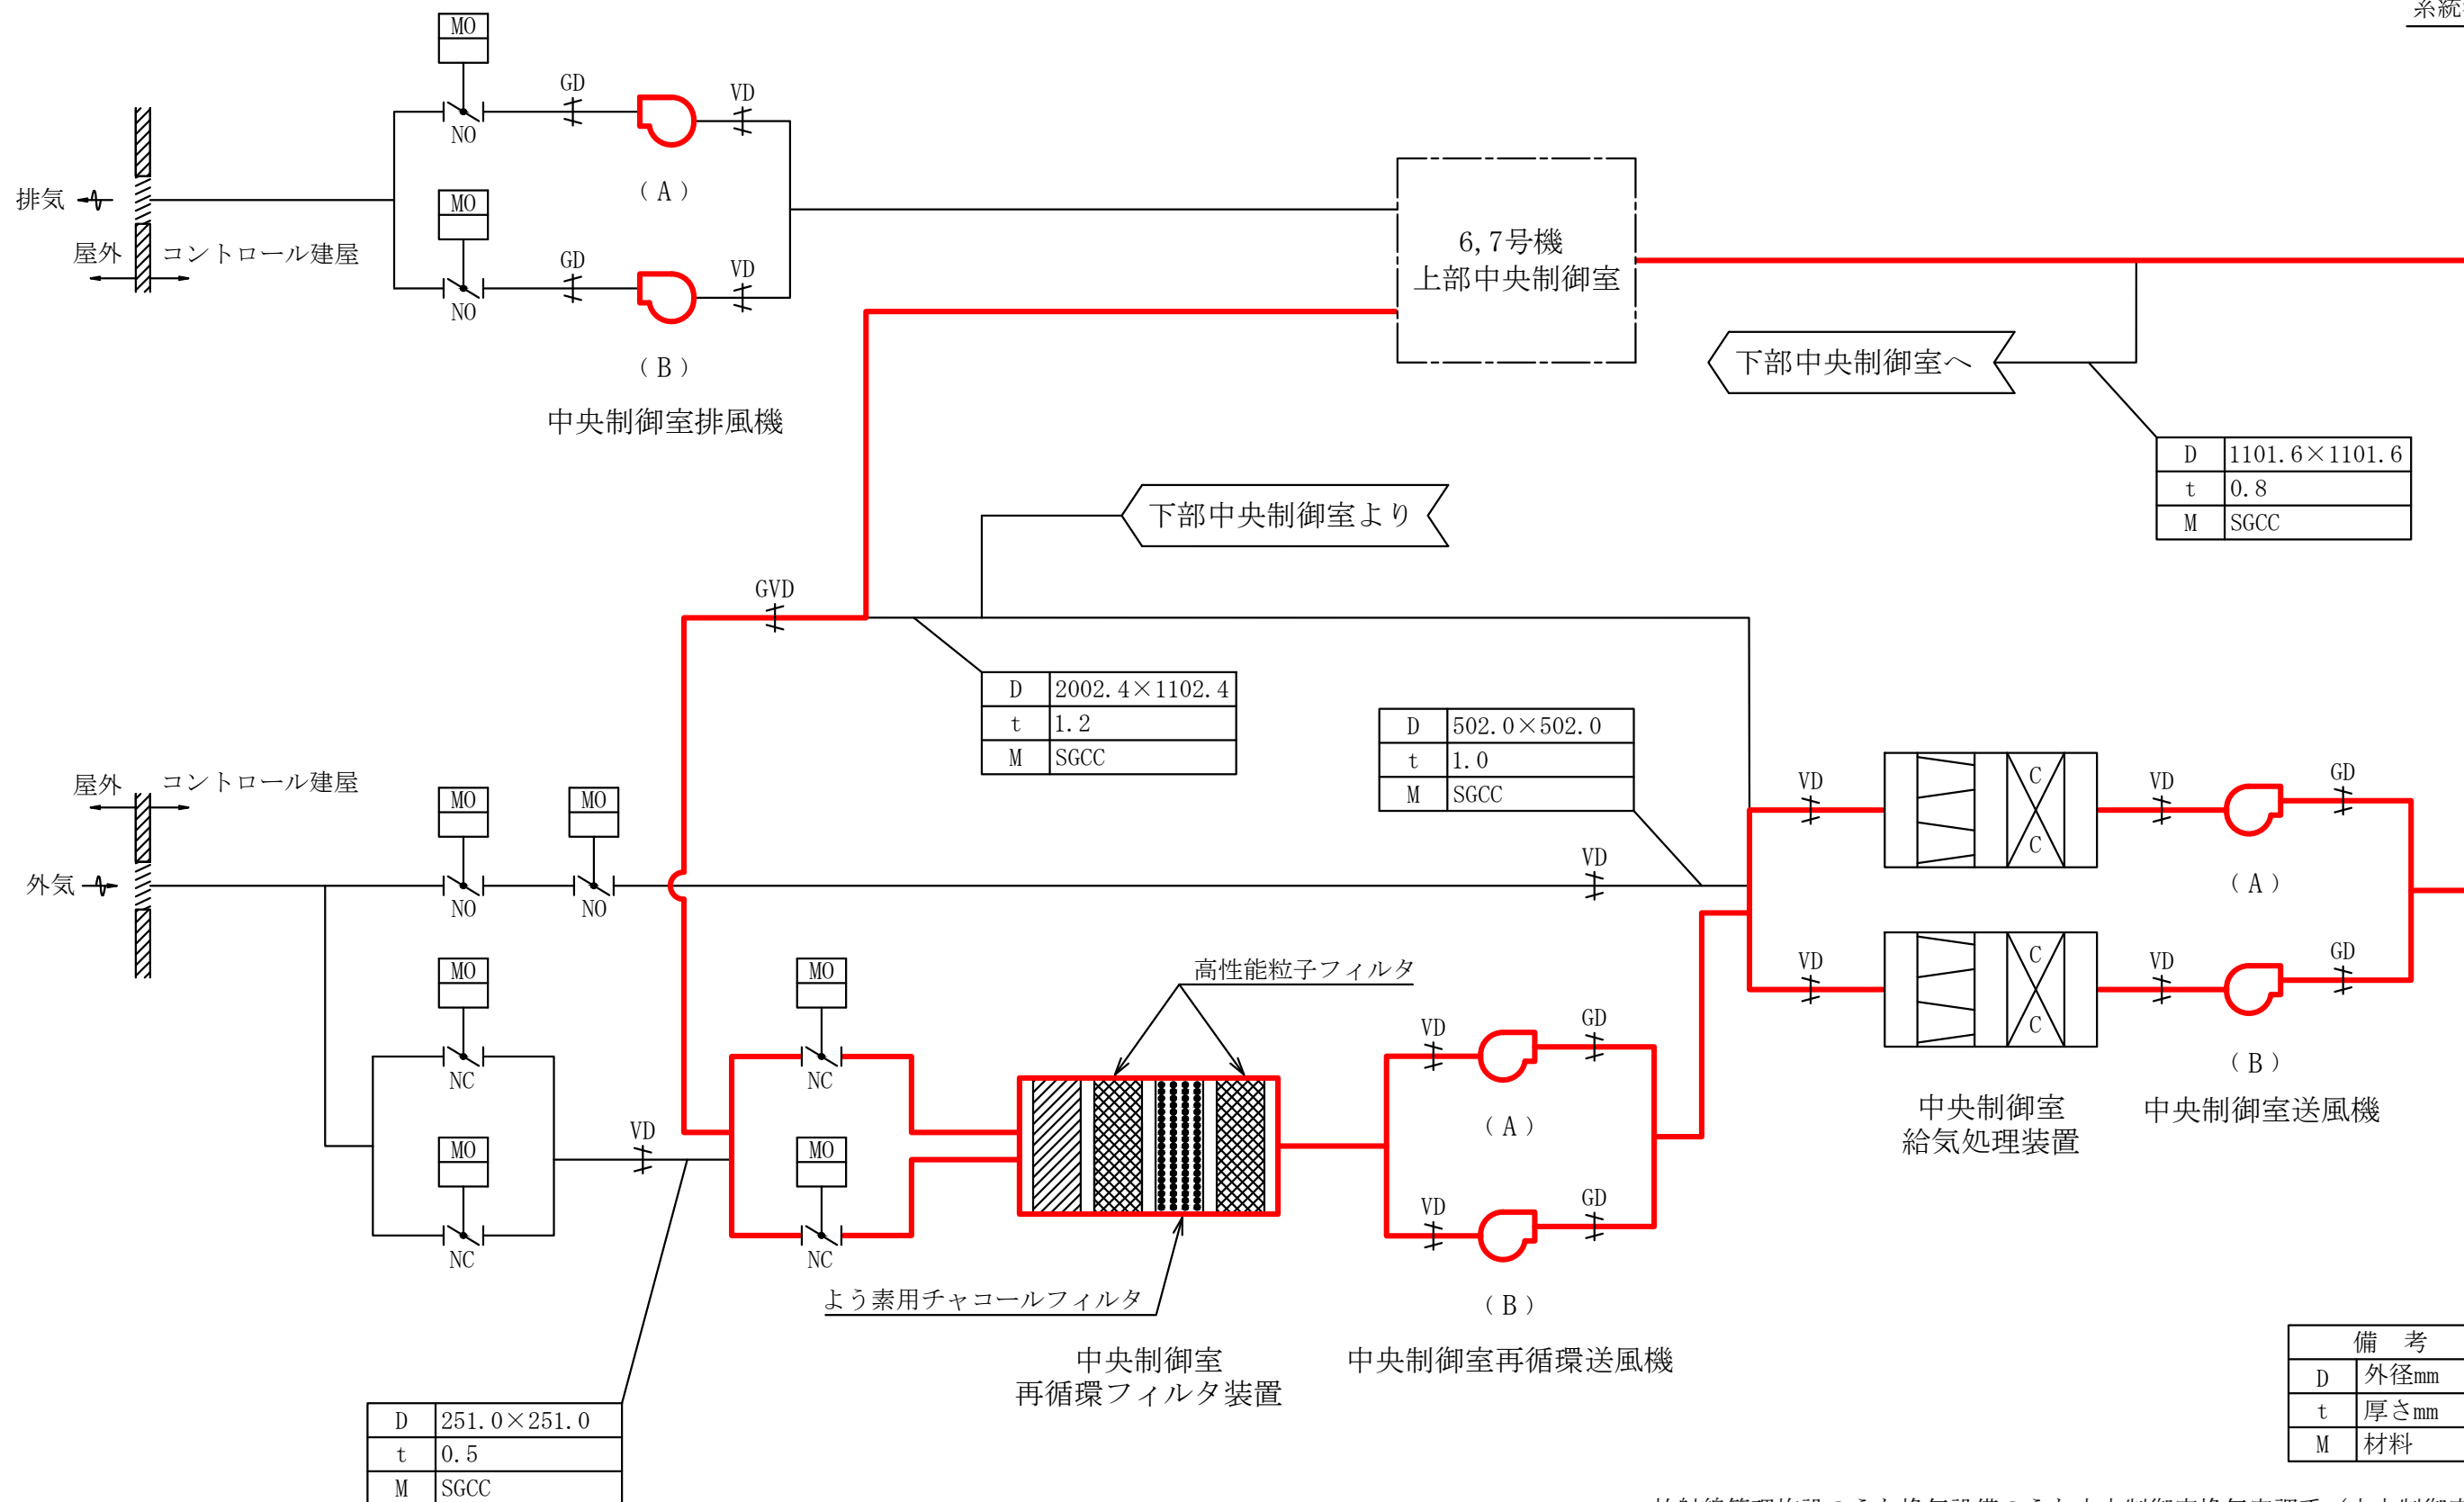 系統
MO
GD
VD
NO
(A)
排気
MO
屋外
コントロール建屋
GD
VD
NO
(B)
中央制御室排風機
6,7号機
上部中央制御室
下部中央制御室へ
D 1101.6×1101.6
t 0.8
M SGCC
下部中央制御室より
GVD
D 2002.4×1102.4
t 1.2
M SGCC
D 502.0×502.0
t 1.0
M SGCC
屋外
コントロール建屋
MO
MO
外気
NO
NO
VD
VD
C
C
VD
GD
(A)
VD
C
C
VD
GD
(B)
中央制御室
給気処理装置
中央制御室送風機
MO
NC
MO
NC
VD
MO
NC
MO
NC
高性能粒子フィルタ
よう素用チャコールフィルタ
中央制御室
再循環フィルタ装置
VD
GD
(A)
VD
GD
(B)
中央制御室再循環送風機
D 251.0×251.0
t 0.5
M SGCC
備 考
D 外径mm
t 厚さmm
M 材料